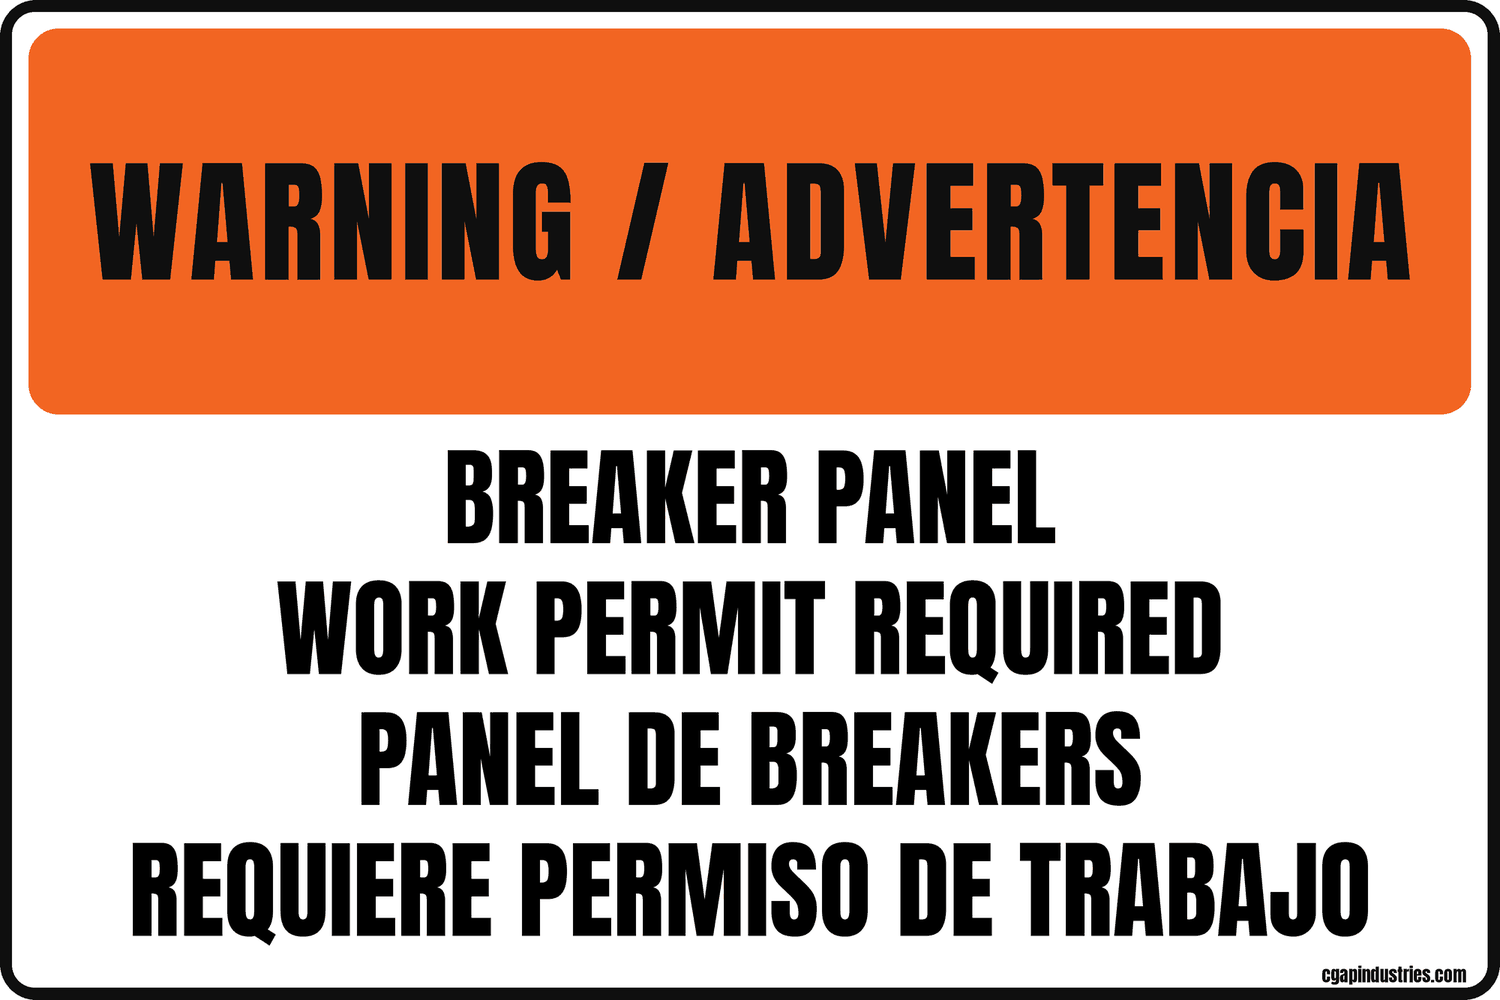 WARNING / ADVERTENCIA
BREAKER PANEL
WORK PERMIT REQUIRED
PANEL DE BREAKERS
REQUIERE PERMISO DE TRABAJO
cgapindustries.com